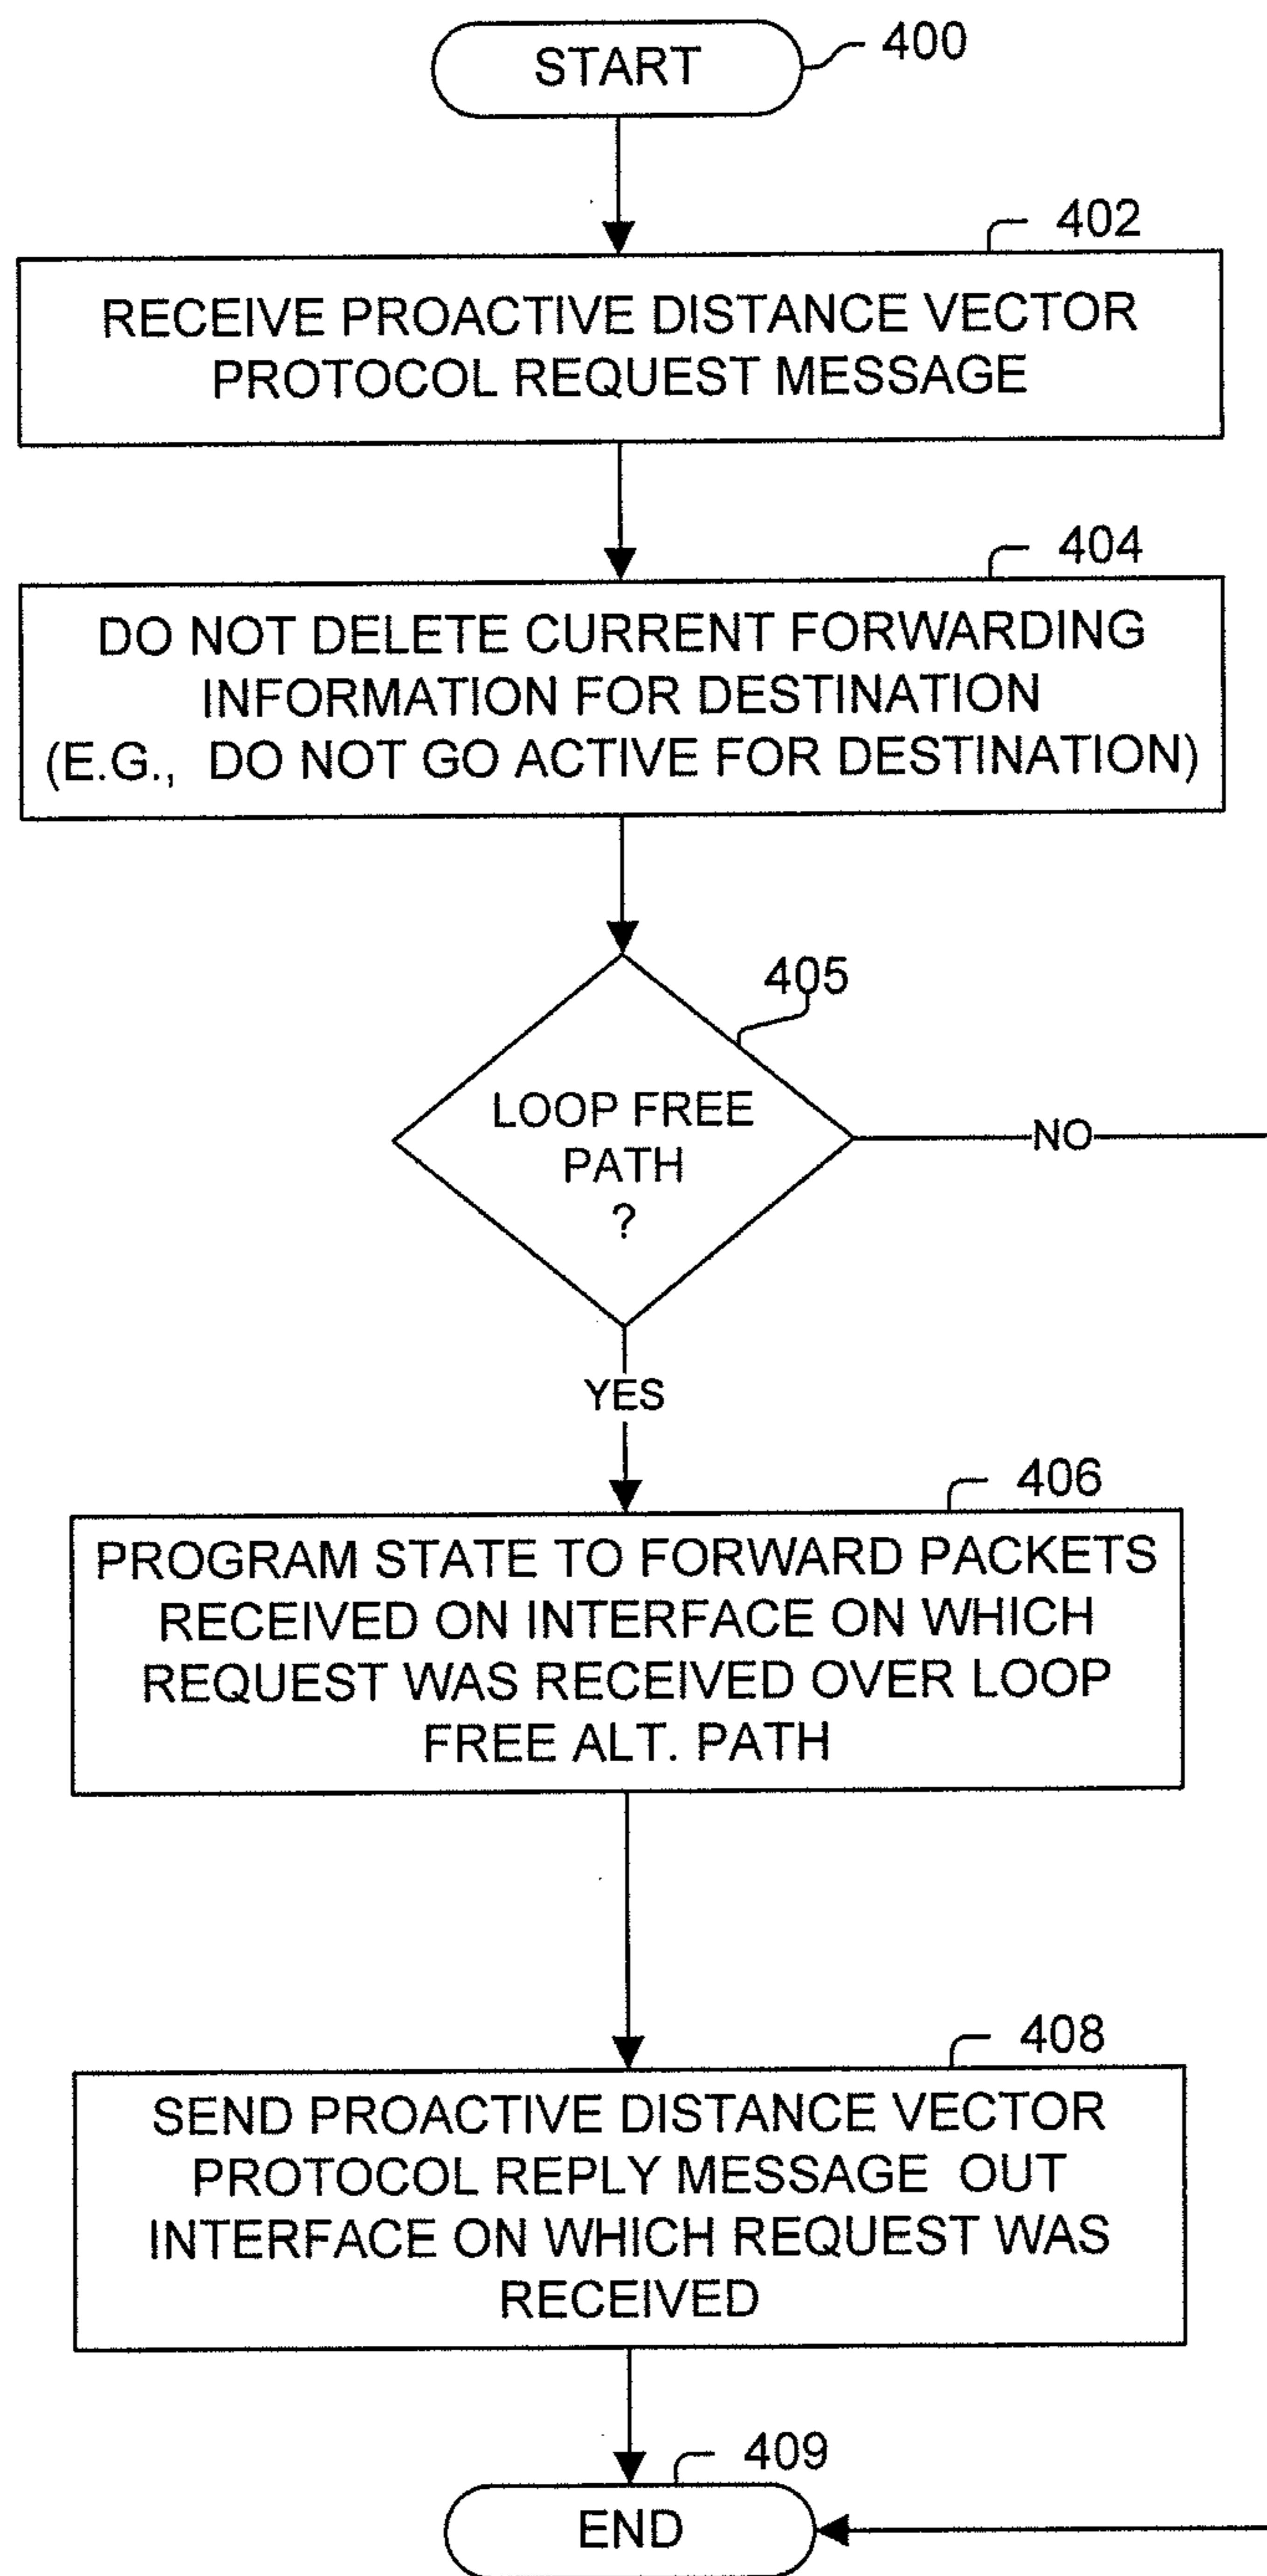 START
400
402
RECEIVE PROACTIVE DISTANCE VECTOR
PROTOCOL REQUEST MESSAGE
404
DO NOT DELETE CURRENT FORWARDING
INFORMATION FOR DESTINATION
(E.G., DO NOT GO ACTIVE FOR DESTINATION)
405
LOOP FREE
PATH
?
NO
YES
406
PROGRAM STATE TO FORWARD PACKETS
RECEIVED ON INTERFACE ON WHICH
REQUEST WAS RECEIVED OVER LOOP
FREE ALT. PATH
408
SEND PROACTIVE DISTANCE VECTOR
PROTOCOL REPLY MESSAGE OUT
INTERFACE ON WHICH REQUEST WAS
RECEIVED
409
END